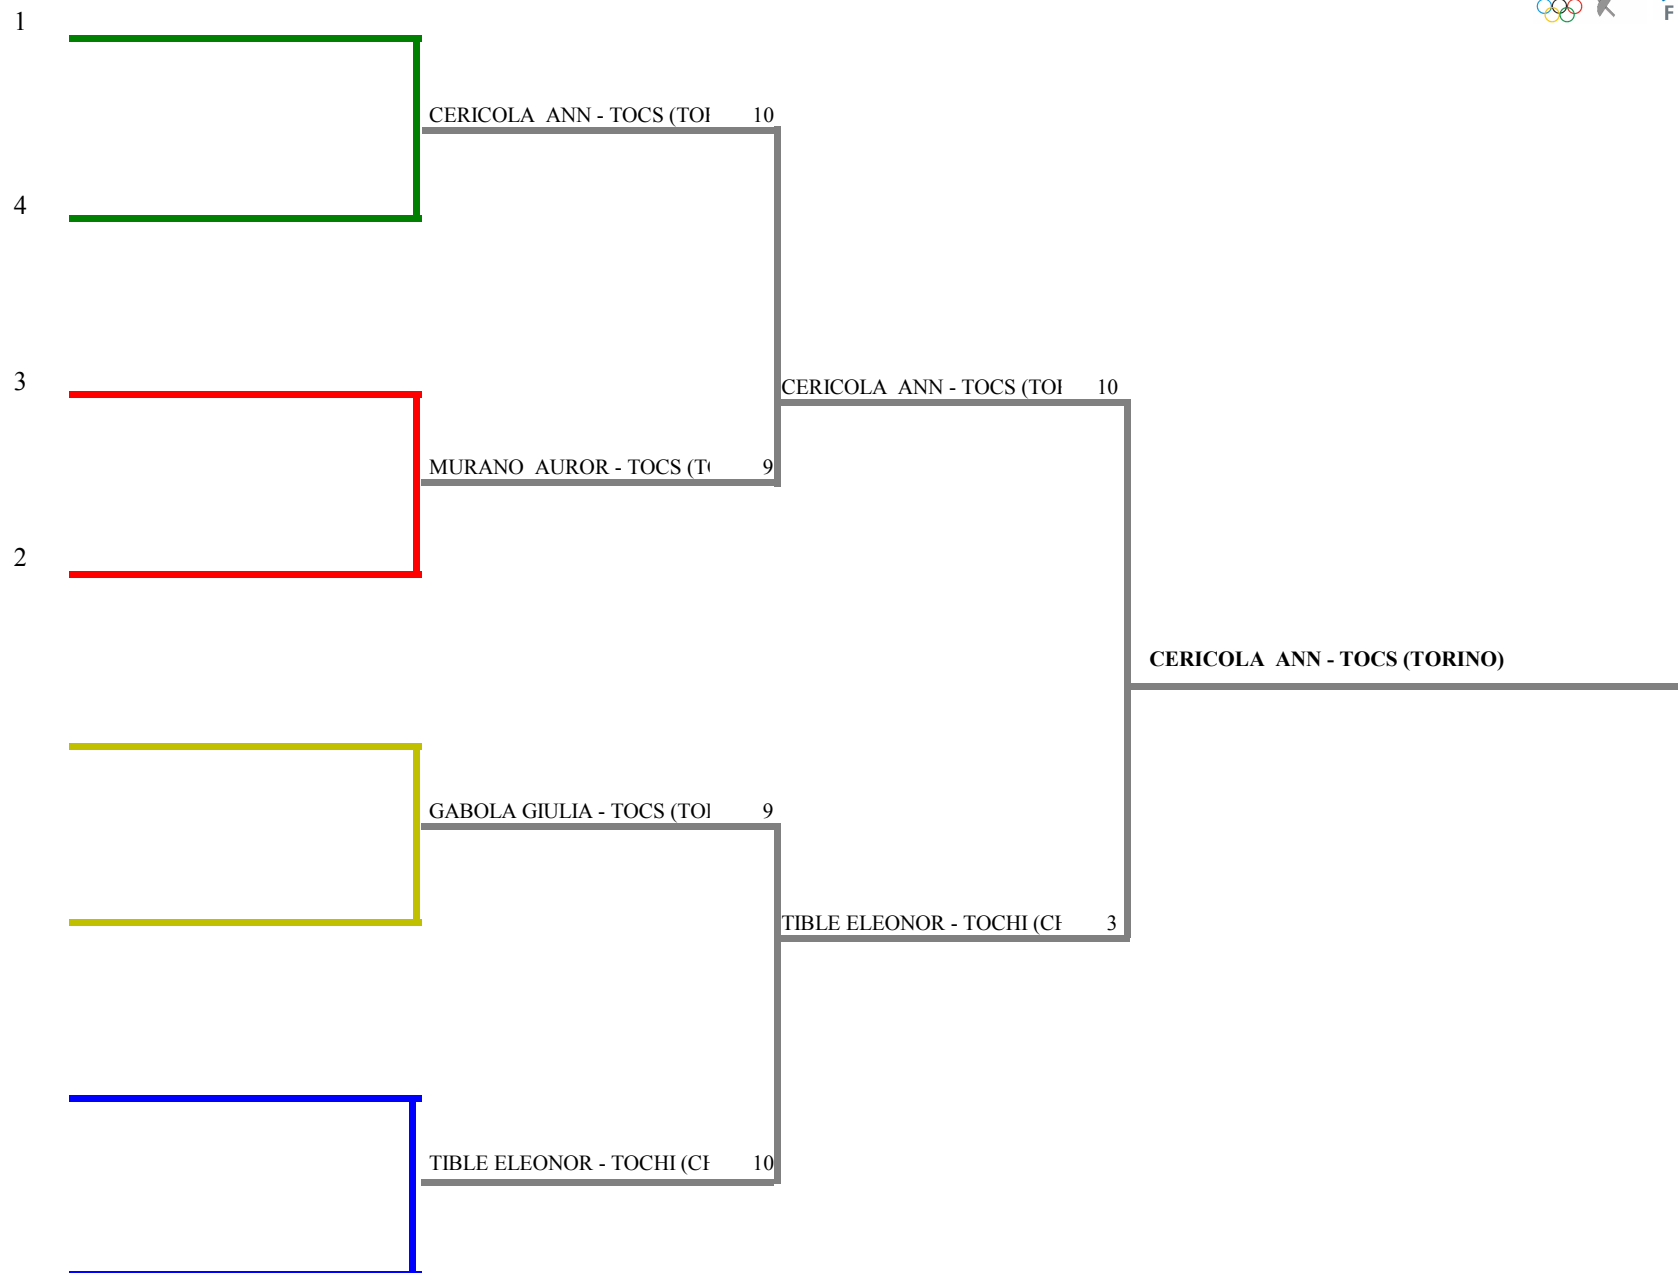 F
1
CERICOLA ANN - TOCS (TOI 10
4
3
CERICOLA ANN - TOCS (TOI 10
MURANO AUROR - TOCS (T 9
2
CERICOLA ANN - TOCS (TORINO)
GABOLA GIULIA - TOCS (TOI 9
TIBLE ELEONOR - TOCHI (CI 3
TIBLE ELEONOR - TOCHI (CI 10